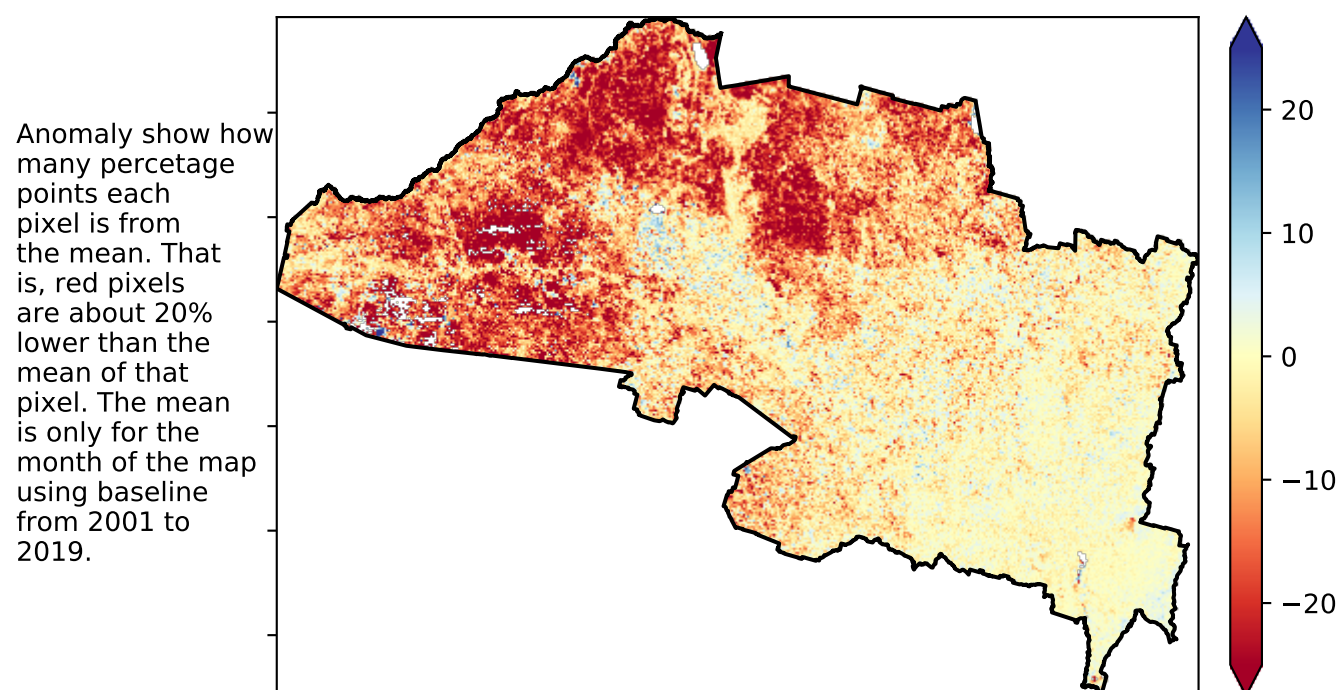 Anomaly show how
many percetage
points each
pixel is from
the mean. That
is, red pixels
are about 20%
lower than the
mean of that
pixel. The mean
is only for the
month of the map
using baseline
from 2001 to
2019.
20
10
0
−10
−20